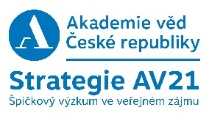 Akademie věd
České republiky
Strategie AV21
Špičkový výzkum ve veřejném zájmu